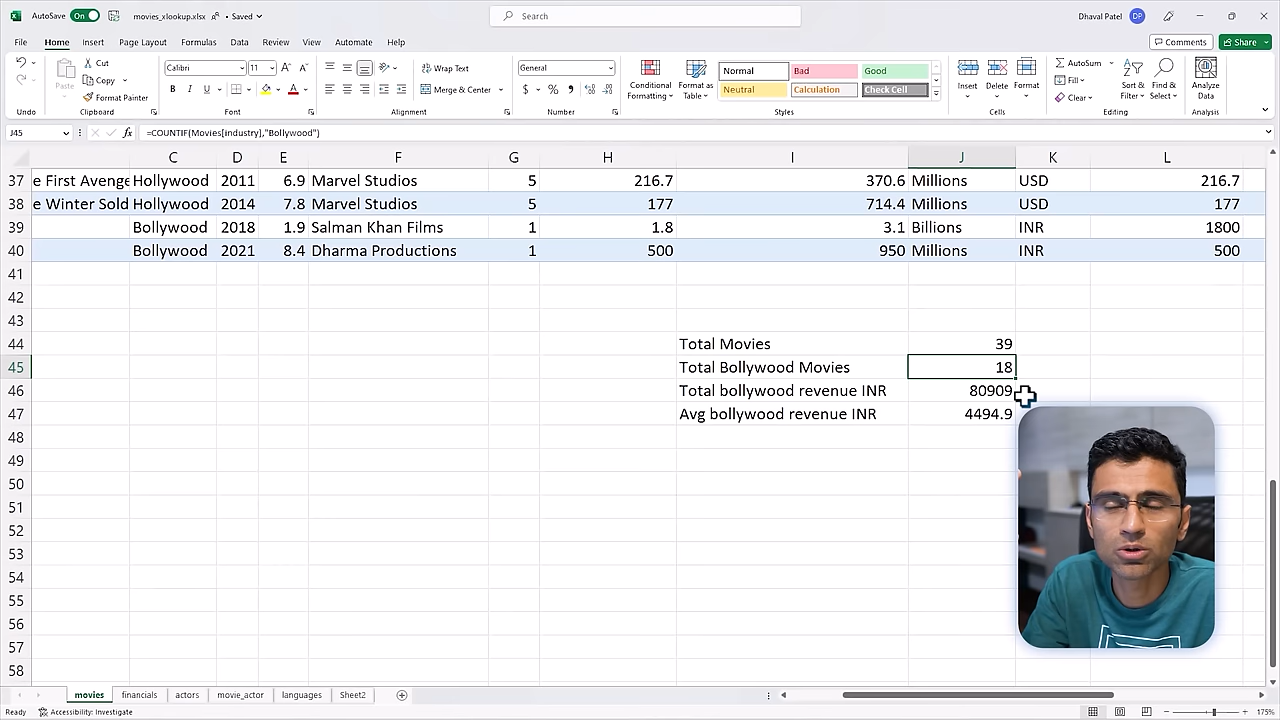 AutoSave On movies_xlookup.xlsx • Saved Search Dhaval Patel DP
File Home Insert Page Layout Formulas Data Review View Automate Help Comments Share
Cut Calibri 11 Wrap Text General Normal Bad Good AutoSum
Paste Copy Merge & Center Conditional Formatting Format as Table Neutral Calculation Check Cell Insert Delete Format Fill Sort & Filter Find & Select Analyze Data
Format Painter Clear
Undo Clipboard Font Alignment Number Styles Cells Editing Analysis
J45 fx =COUNTIF(Movies[industry],"Bollywood")
C D E F G H I J K L
37 e First Avenge Hollywood 2011 6.9 Marvel Studios 5 216.7 370.6 Millions USD 216.7
38 e Winter Sold Hollywood 2014 7.8 Marvel Studios 5 177 714.4 Millions USD 177
39 Bollywood 2018 1.9 Salman Khan Films 1 1.8 3.1 Billions INR 1800
40 Bollywood 2021 8.4 Dharma Productions 1 500 950 Millions INR 500
41
42
43
44 Total Movies 39
45 Total Bollywood Movies 18
46 Total bollywood revenue INR 80909
47 Avg bollywood revenue INR 4494.9
48
49
50
51
52
53
54
55
56
57
58
movies financials actors movie_actor languages Sheet2
Ready Accessibility: Investigate 175%